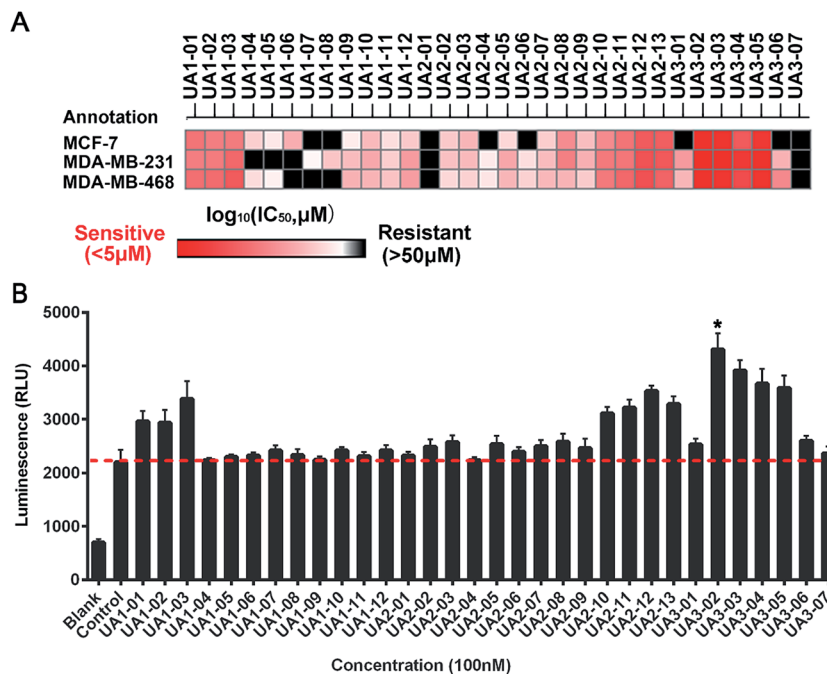 A
UA1-01 UA1-02 UA1-03 UA1-04 UA1-05 UA1-06 UA1-07 UA1-08 UA1-09 UA1-10 UA1-11 UA1-12 UA2-01 UA2-02 UA2-03 UA2-04 UA2-05 UA2-06 UA2-07 UA2-08 UA2-09 UA2-10 UA2-11 UA2-12 UA2-13 UA3-01 UA3-02 UA3-03 UA3-04 UA3-05 UA3-06 UA3-07
Annotation
MCF-7
MDA-MB-231
MDA-MB-468
log₁₀(IC₅₀,μM)
Sensitive
(<5μM)
Resistant
(>50μM)
B
Luminescence (RLU)
5000
4000
3000
2000
1000
0
*
Blank Control UA1-01 UA1-02 UA1-03 UA1-04 UA1-05 UA1-06 UA1-07 UA1-08 UA1-09 UA1-10 UA1-11 UA1-12 UA2-01 UA2-02 UA2-03 UA2-04 UA2-05 UA2-06 UA2-07 UA2-08 UA2-09 UA2-10 UA2-11 UA2-12 UA2-13 UA3-01 UA3-02 UA3-03 UA3-04 UA3-05 UA3-06 UA3-07
Concentration (100nM)